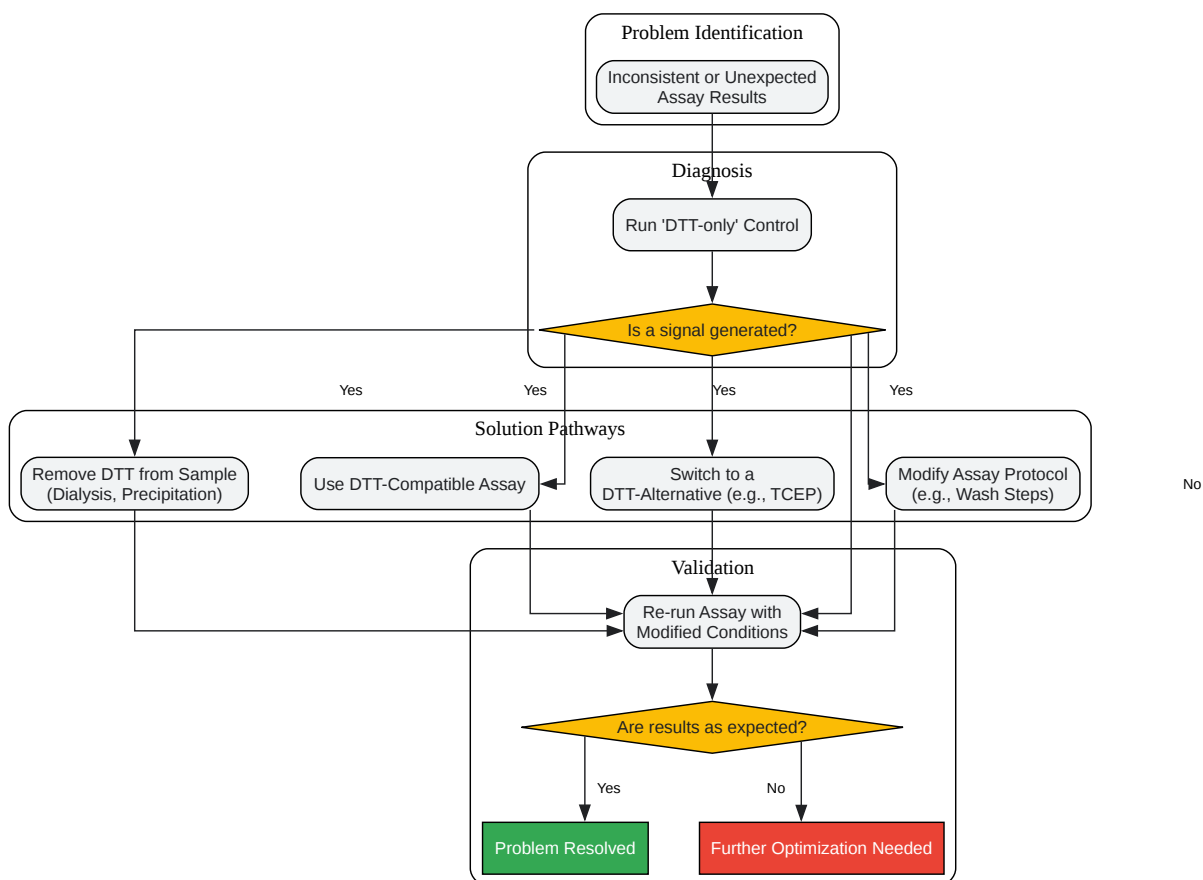 Problem Identification
Inconsistent or Unexpected
Assay Results
Diagnosis
Run 'DTT-only' Control
Is a signal generated?
Yes
Yes
Yes
Yes
Solution Pathways
Remove DTT from Sample
(Dialysis, Precipitation)
Use DTT-Compatible Assay
Switch to a
DTT-Alternative (e.g., TCEP)
Modify Assay Protocol
(e.g., Wash Steps)
No
Validation
Re-run Assay with
Modified Conditions
Are results as expected?
Yes
No
Problem Resolved
Further Optimization Needed